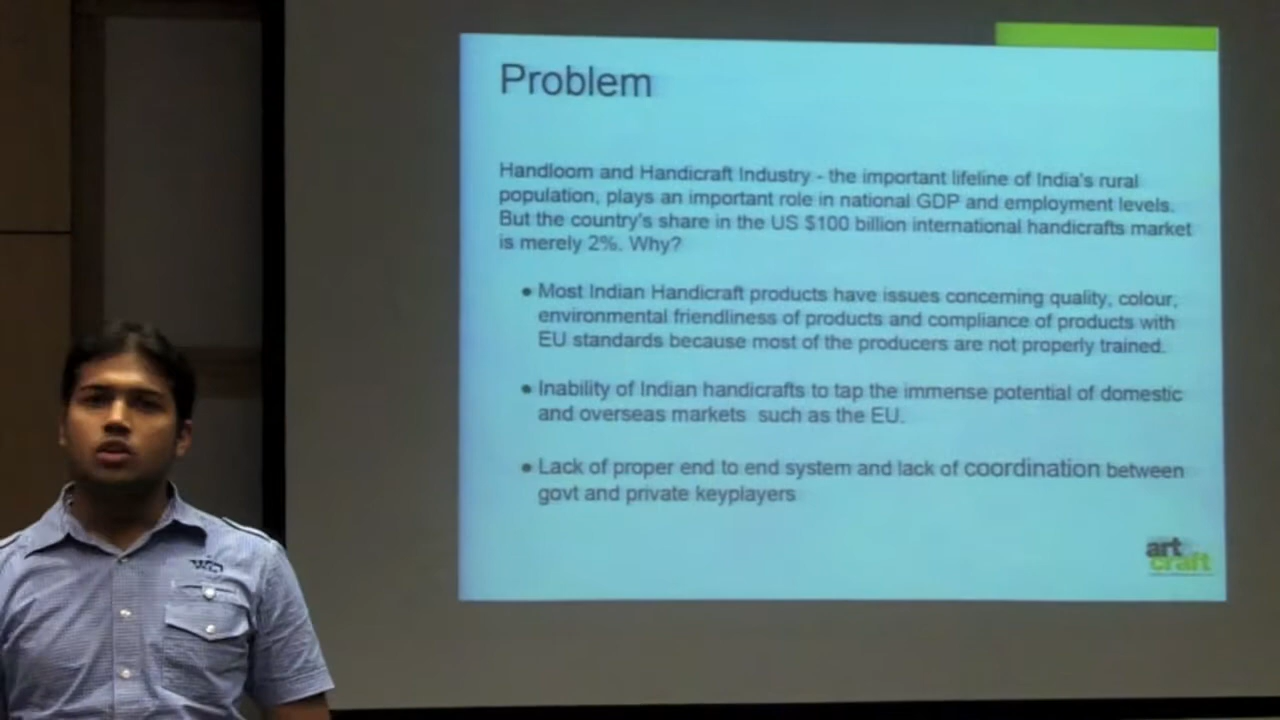 Problem
Handloom and Handicraft Industry - the important lifeline of India's rural
population, plays an important role in national GDP and employment levels.
But the country's share in the US $100 billion international handicrafts market
is merely 2%. Why?
• Most Indian Handicraft products have issues concerning quality, colour,
environmental friendliness of products and compliance of products with
EU standards because most of the producers are not properly trained.
• Inability of Indian handicrafts to tap the immense potential of domestic
and overseas markets such as the EU.
• Lack of proper end to end system and lack of coordination between
govt and private keyplayers
art
craft